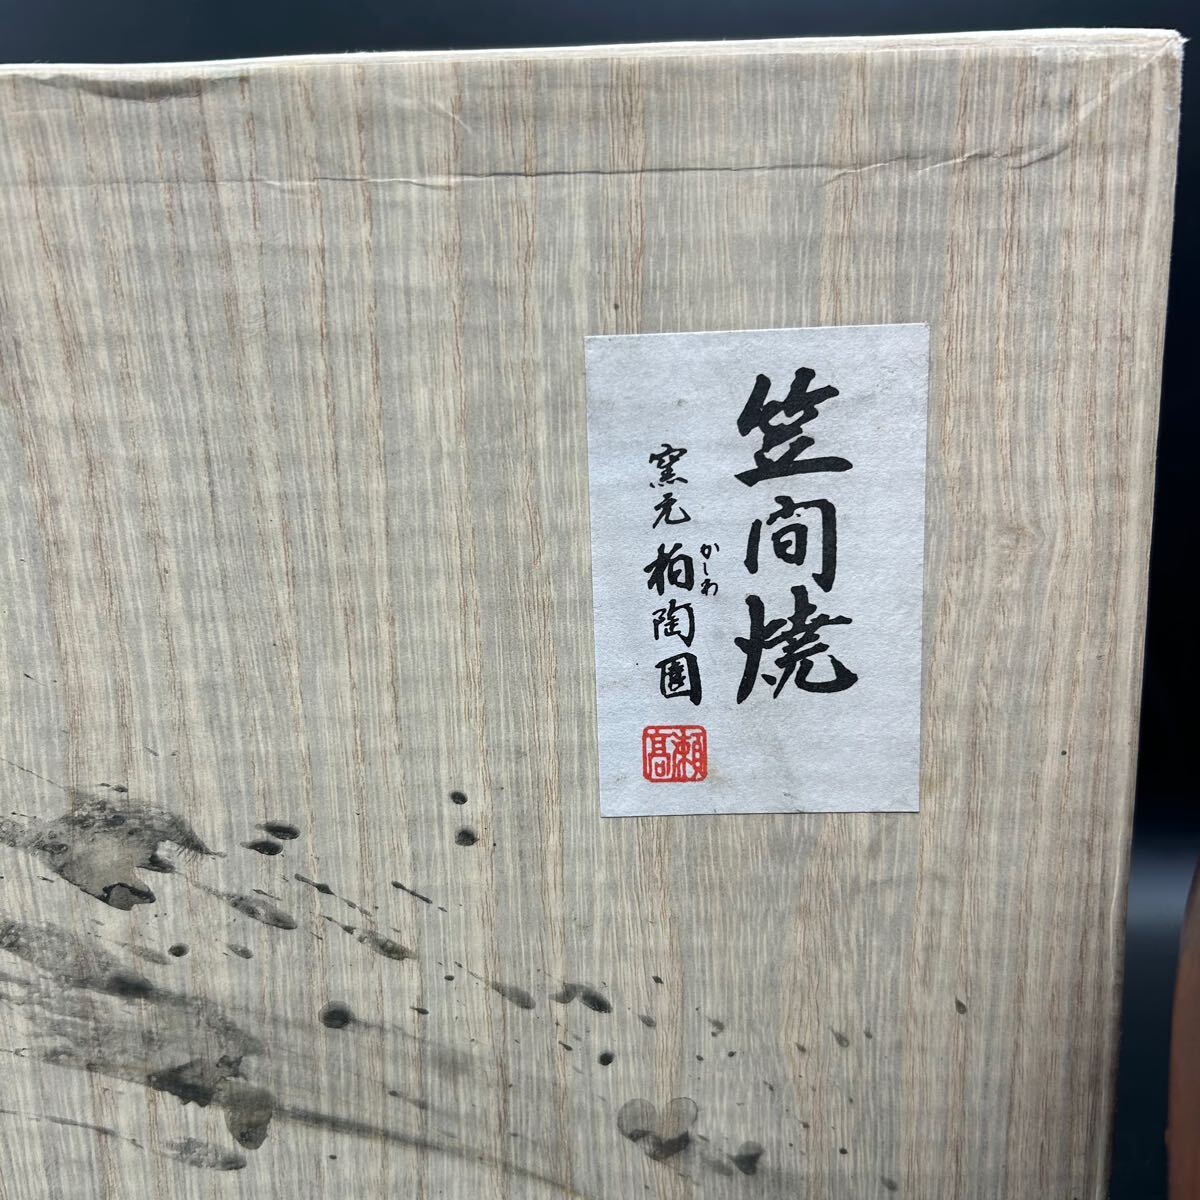 笠間焼
かしわ
窯元 柏陶園
高瀬